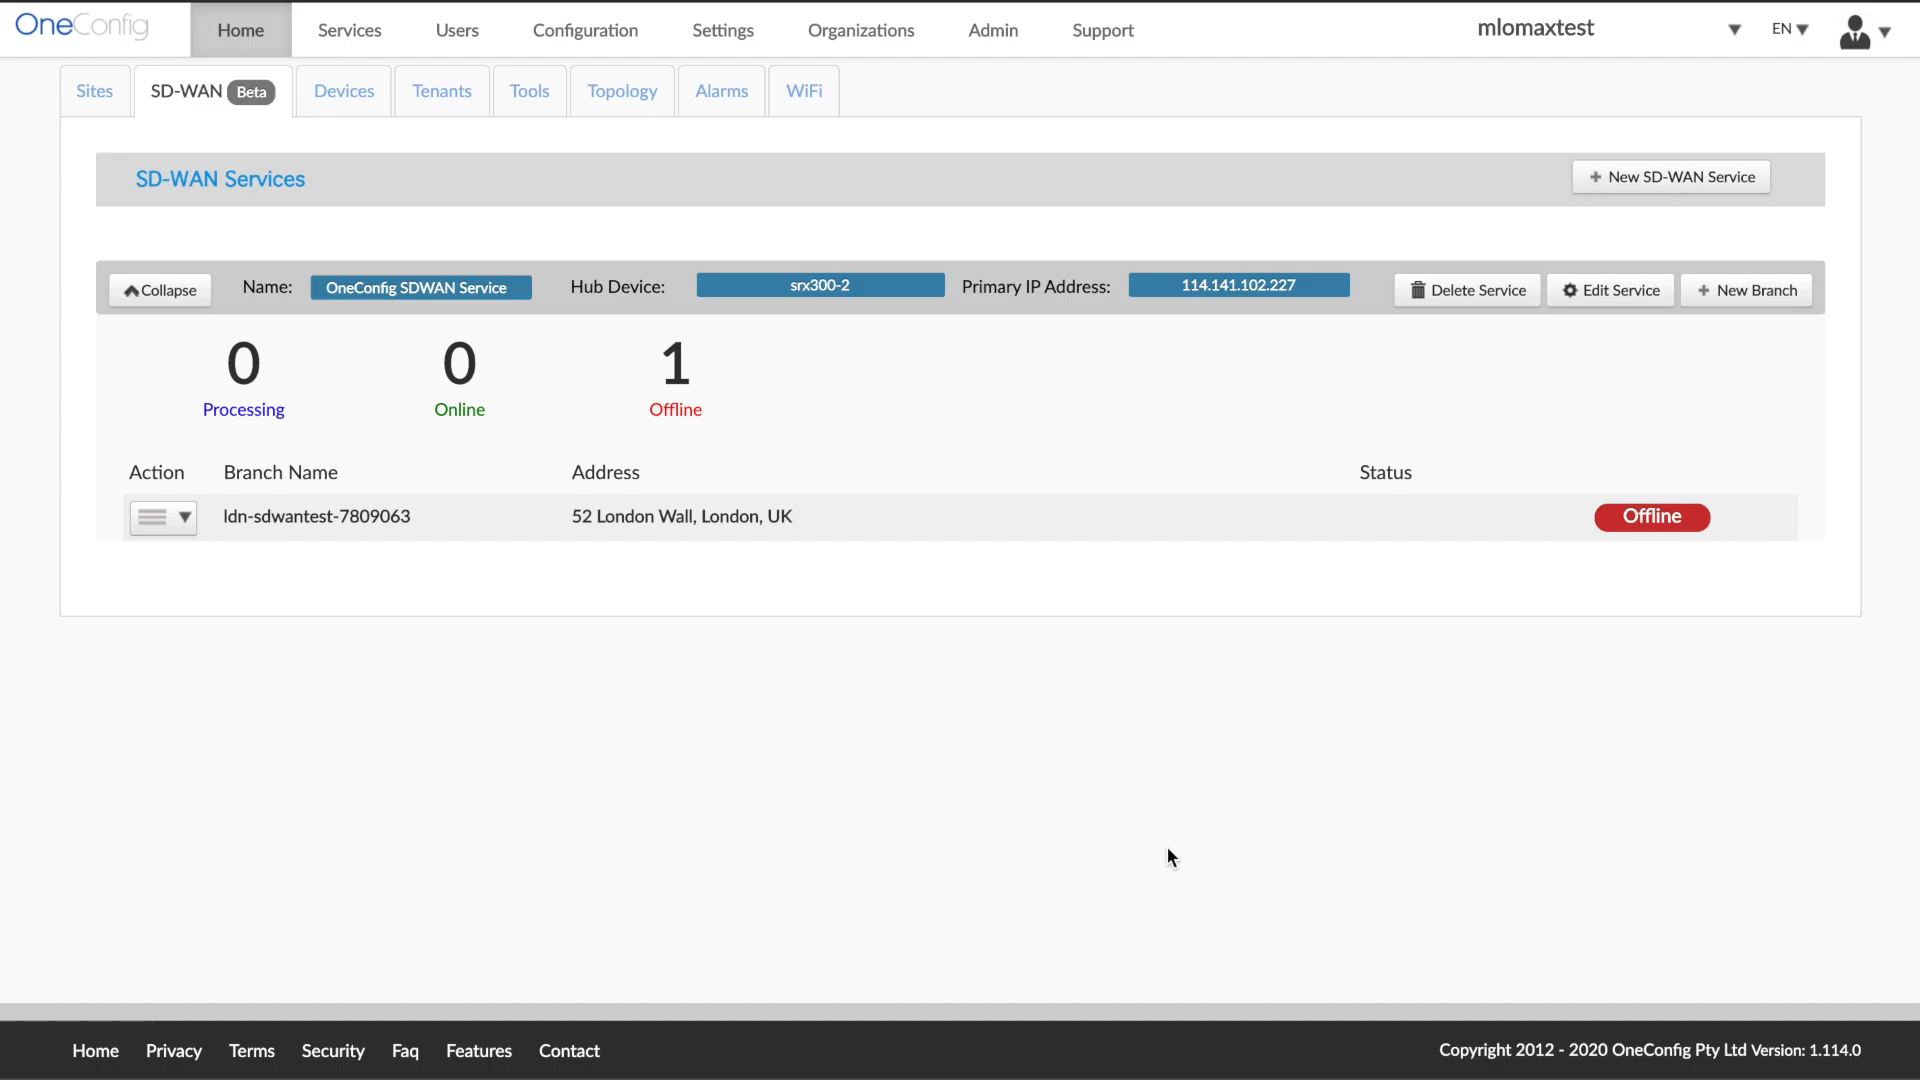 OneConfig Home Services Users Configuration Settings Organizations Admin Support mlomaxtest EN
Sites SD-WAN Beta Devices Tenants Tools Topology Alarms WiFi
SD-WAN Services + New SD-WAN Service
Collapse Name: OneConfig SDWAN Service Hub Device: srx300-2 Primary IP Address: 114.141.102.227 Delete Service Edit Service + New Branch
0 0 1
Processing Online Offline
Action Branch Name Address Status
ldn-sdwantest-7809063 52 London Wall, London, UK Offline
Home Privacy Terms Security Faq Features Contact Copyright 2012 - 2020 OneConfig Pty Ltd Version: 1.114.0